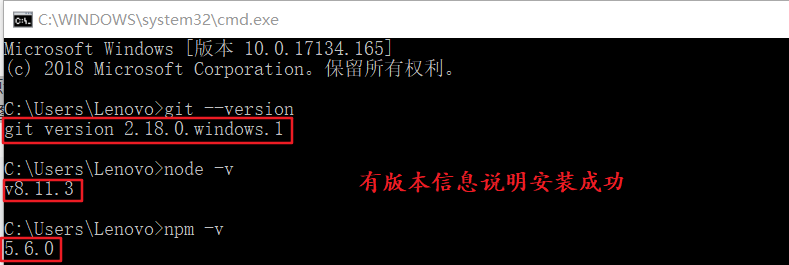 C:\WINDOWS\system32\cmd.exe
Microsoft Windows [版本 10.0.17134.165]
(c) 2018 Microsoft Corporation。保留所有权利。
C:\Users\Lenovo>git --version
git version 2.18.0.windows.1
C:\Users\Lenovo>node -v
v8.11.3
有版本信息说明安装成功
C:\Users\Lenovo>npm -v
5.6.0